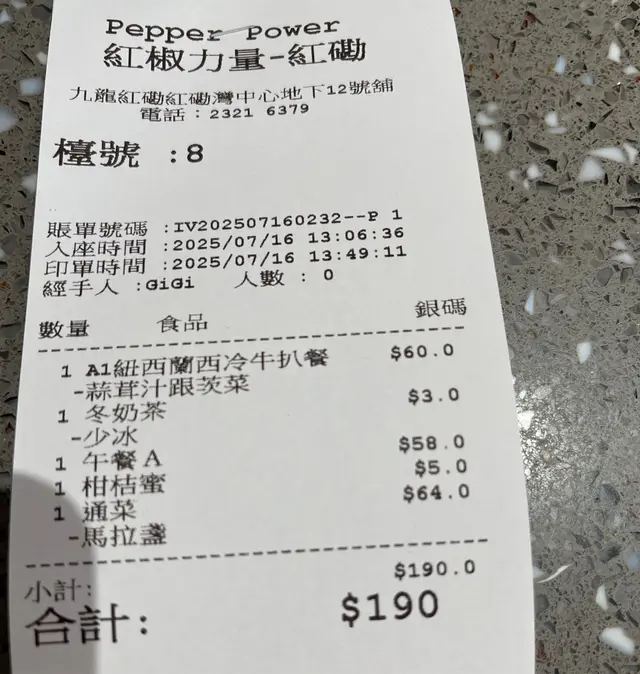 Pepper Power
紅椒力量-紅磡
九龍紅磡紅磡灣中心地下12號舖
電話：2321 6379
檯號 :8
賬單號碼 :IV202507160232--P 1
入座時間 :2025/07/16 13:06:36
印單時間 :2025/07/16 13:49:11
經手人 :GiGi 人數 : 0
數量 食品 銀碼
1 A1紐西蘭西冷牛扒餐 $60.0
-蒜茸汁跟茨菜
1 冬奶茶 $3.0
-少冰
1 午餐A $58.0
1 柑桔蜜 $5.0
1 通菜 $64.0
-馬拉盞
小計: $190.0
合計: $190